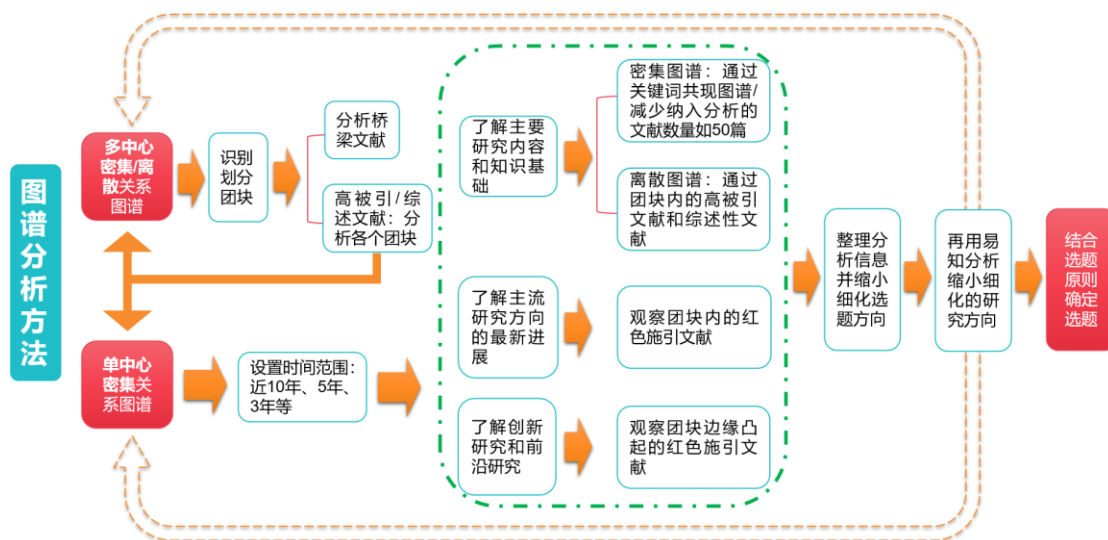 图谱分析方法
多中心
密集/离
散关系
图谱
识别
划分
团块
分析桥
梁文献
高被引/综
述文献：分
析各个团块
单中心
密集关
系图谱
设置时间范围：
近10年、5年、
3年等
了解主要
研究内容
和知识基
础
密集图谱：通过
关键词共现图谱/
减少纳入分析的
文献数量如50篇
离散图谱：通过
团块内的高被引
文献和综述性文
献
了解主流
研究方向
的最新进
展
观察团块内的红
色施引文献
了解创新
研究和前
沿研究
观察团块边缘凸
起的红色施引文
献
整理分
析信息
并缩小
细化选
题方向
再用易
知分析
缩小细
化的研
究方向
结合
选题
原则
确定
选题